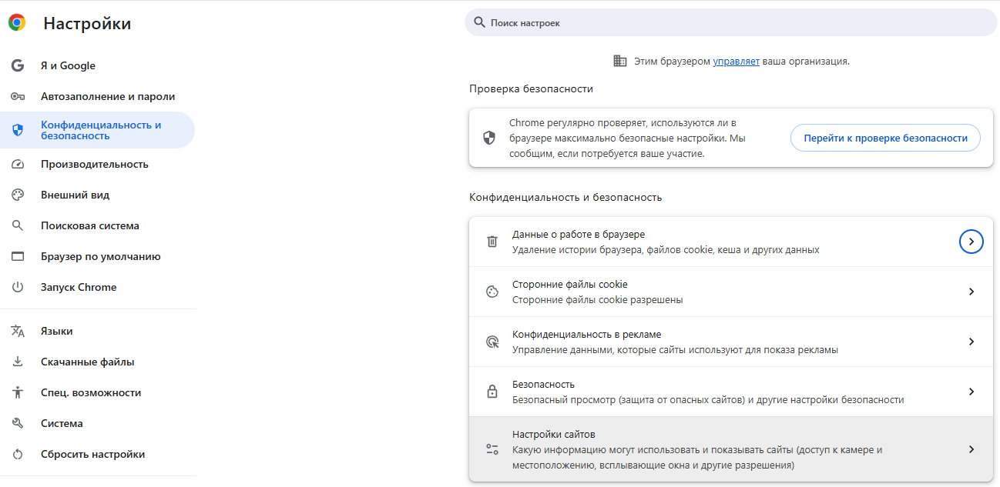 Настройки
Поиск настроек
Я и Google
Автозаполнение и пароли
Конфиденциальность и
безопасность
Производительность
Внешний вид
Поисковая система
Браузер по умолчанию
Запуск Chrome
Языки
Скачанные файлы
Спец. возможности
Система
Сбросить настройки
Этим браузером управляет ваша организация.
Проверка безопасности
Chrome регулярно проверяет, используются ли в
браузере максимально безопасные настройки. Мы
сообщим, если потребуется ваше участие.
Перейти к проверке безопасности
Конфиденциальность и безопасность
Данные о работе в браузере
Удаление истории браузера, файлов cookie, кеша и других данных
Сторонние файлы cookie
Сторонние файлы cookie разрешены
Конфиденциальность в рекламе
Управление данными, которые сайты используют для показа рекламы
Безопасность
Безопасный просмотр (защита от опасных сайтов) и другие настройки безопасности
Настройки сайтов
Какую информацию могут использовать и показывать сайты (доступ к камере и
местоположению, всплывающие окна и другие разрешения)